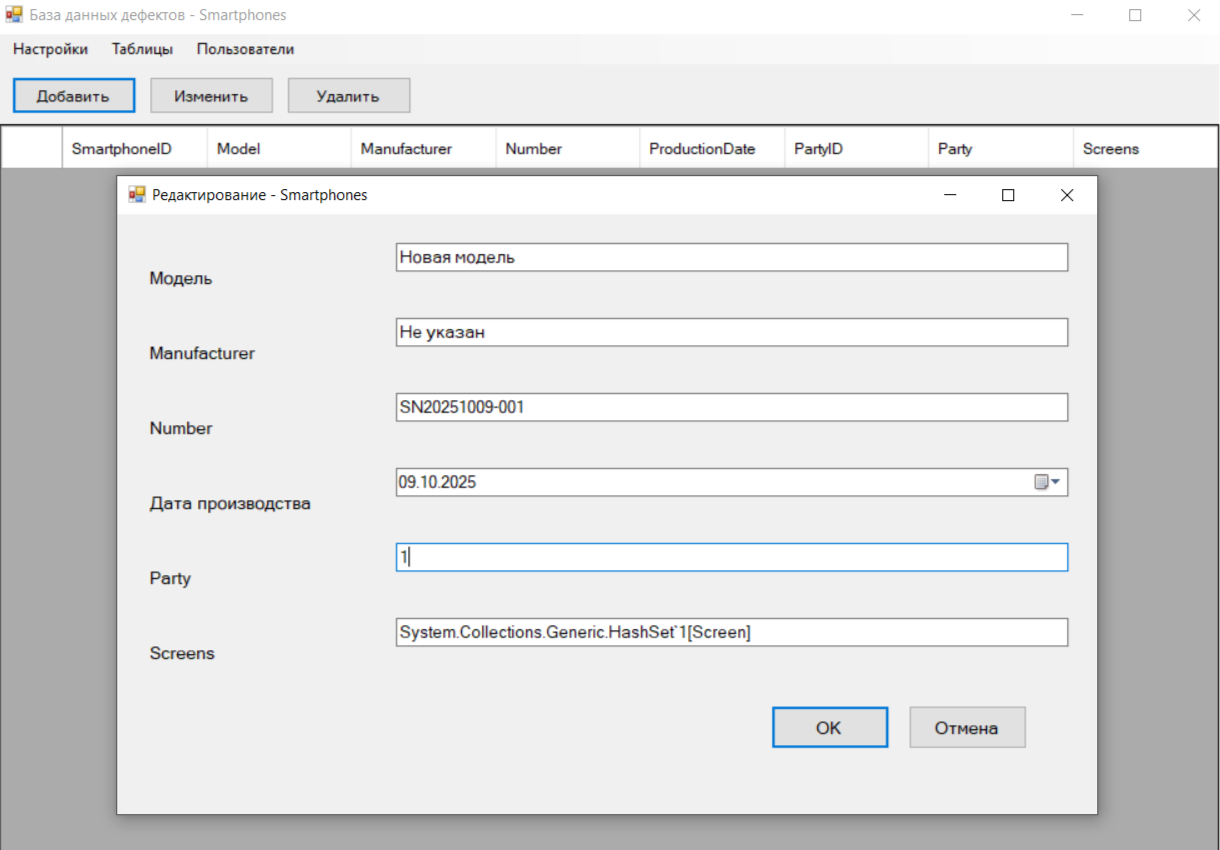 База данных дефектов - Smartphones
Настройки Таблицы Пользователи
Добавить Изменить Удалить
SmartphoneID Model Manufacturer Number ProductionDate PartyID Party Screens
Редактирование - Smartphones
Новая модель
Модель
Не указан
Manufacturer
SN20251009-001
Number
09.10.2025
Дата производства
1
Party
System.Collections.Generic.HashSet`1[Screen]
Screens
OK Отмена